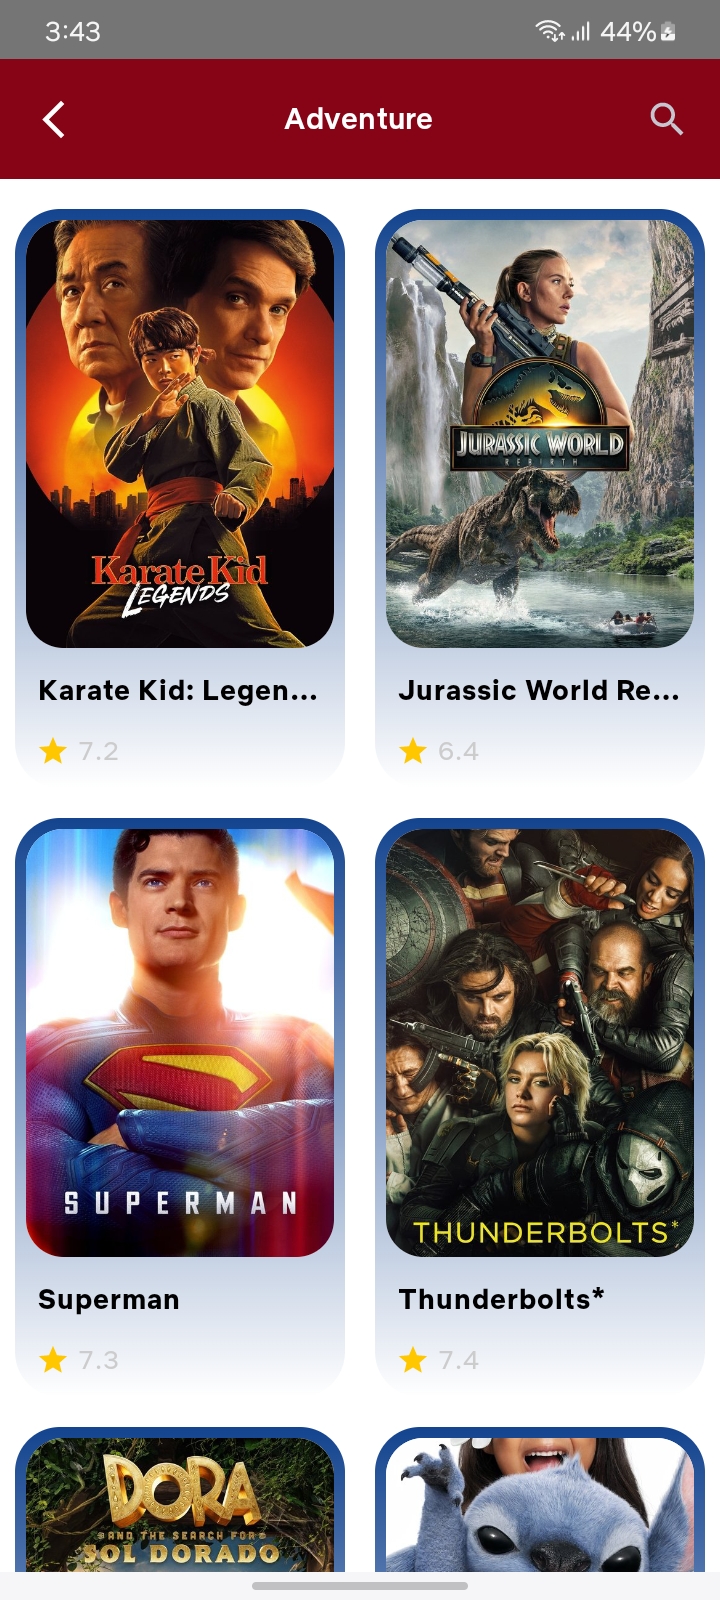 3:43
44%
Adventure
Karate Kid
LEGENDS
JURASSIC WORLD
REBIRTH
Karate Kid: Legen...
Jurassic World Re...
7.2
6.4
SUPERMAN
THUNDERBOLTS*
Superman
Thunderbolts*
7.3
7.4
DORA
AND THE SEARCH FOR
SOL DORADO